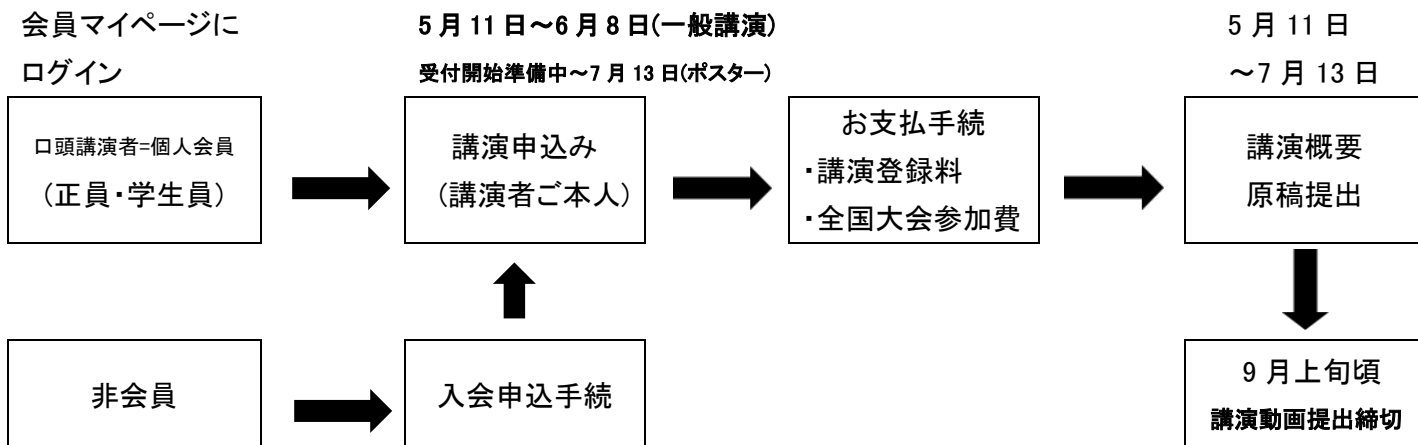 会員マイページに
ログイン
5月11日～6月8日(一般講演)
受付開始準備中～7月13日(ポスター)
5月11日
～7月13日
口頭講演者=個人会員
(正員・学生員)
講演申込み
(講演者ご本人)
お支払手続
・講演登録料
・全国大会参加費
講演概要
原稿提出
非会員
入会申込手続
9月上旬頃
講演動画提出締切